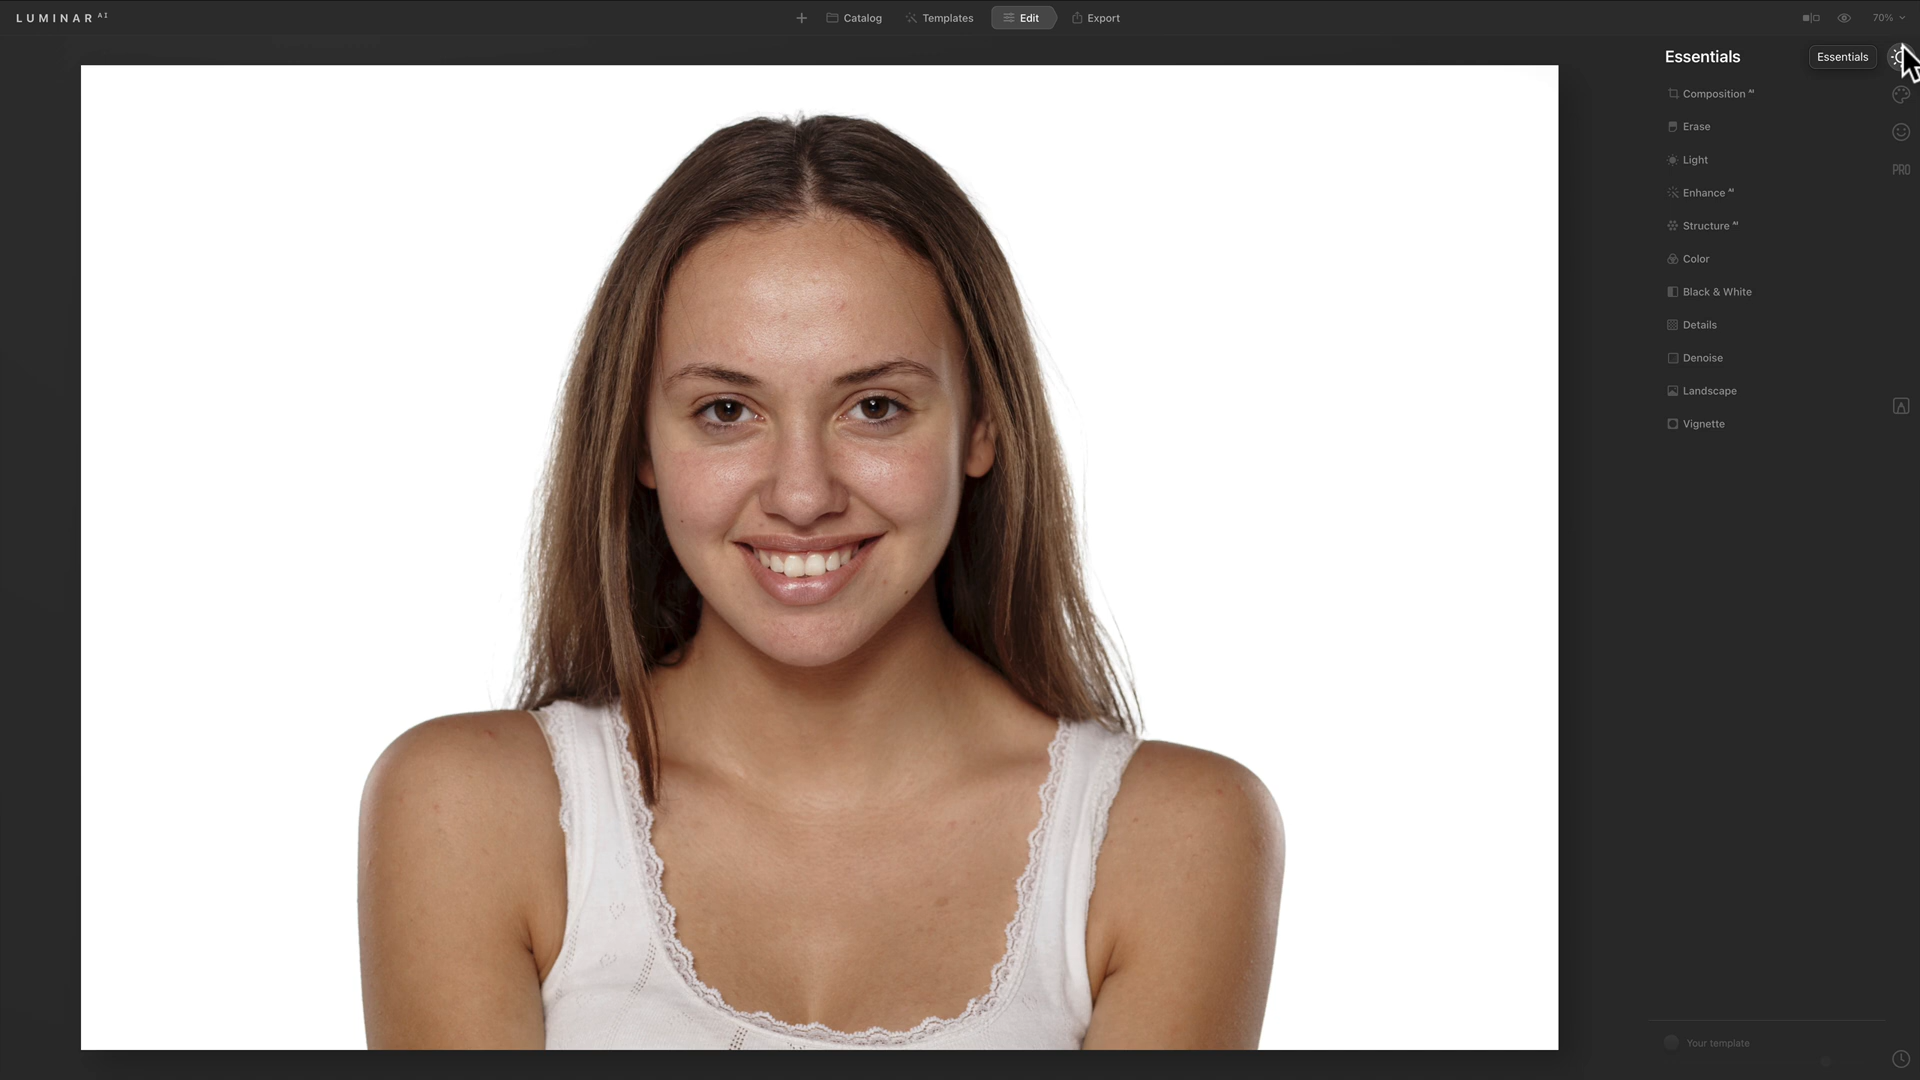 LUMINAR AI
Catalog
Templates
Edit
Export
70%
Essentials
Essentials
Composition AI
Erase
Light
Enhance AI
Structure AI
Color
Black & White
Details
Denoise
Landscape
Vignette
PRO
Your template